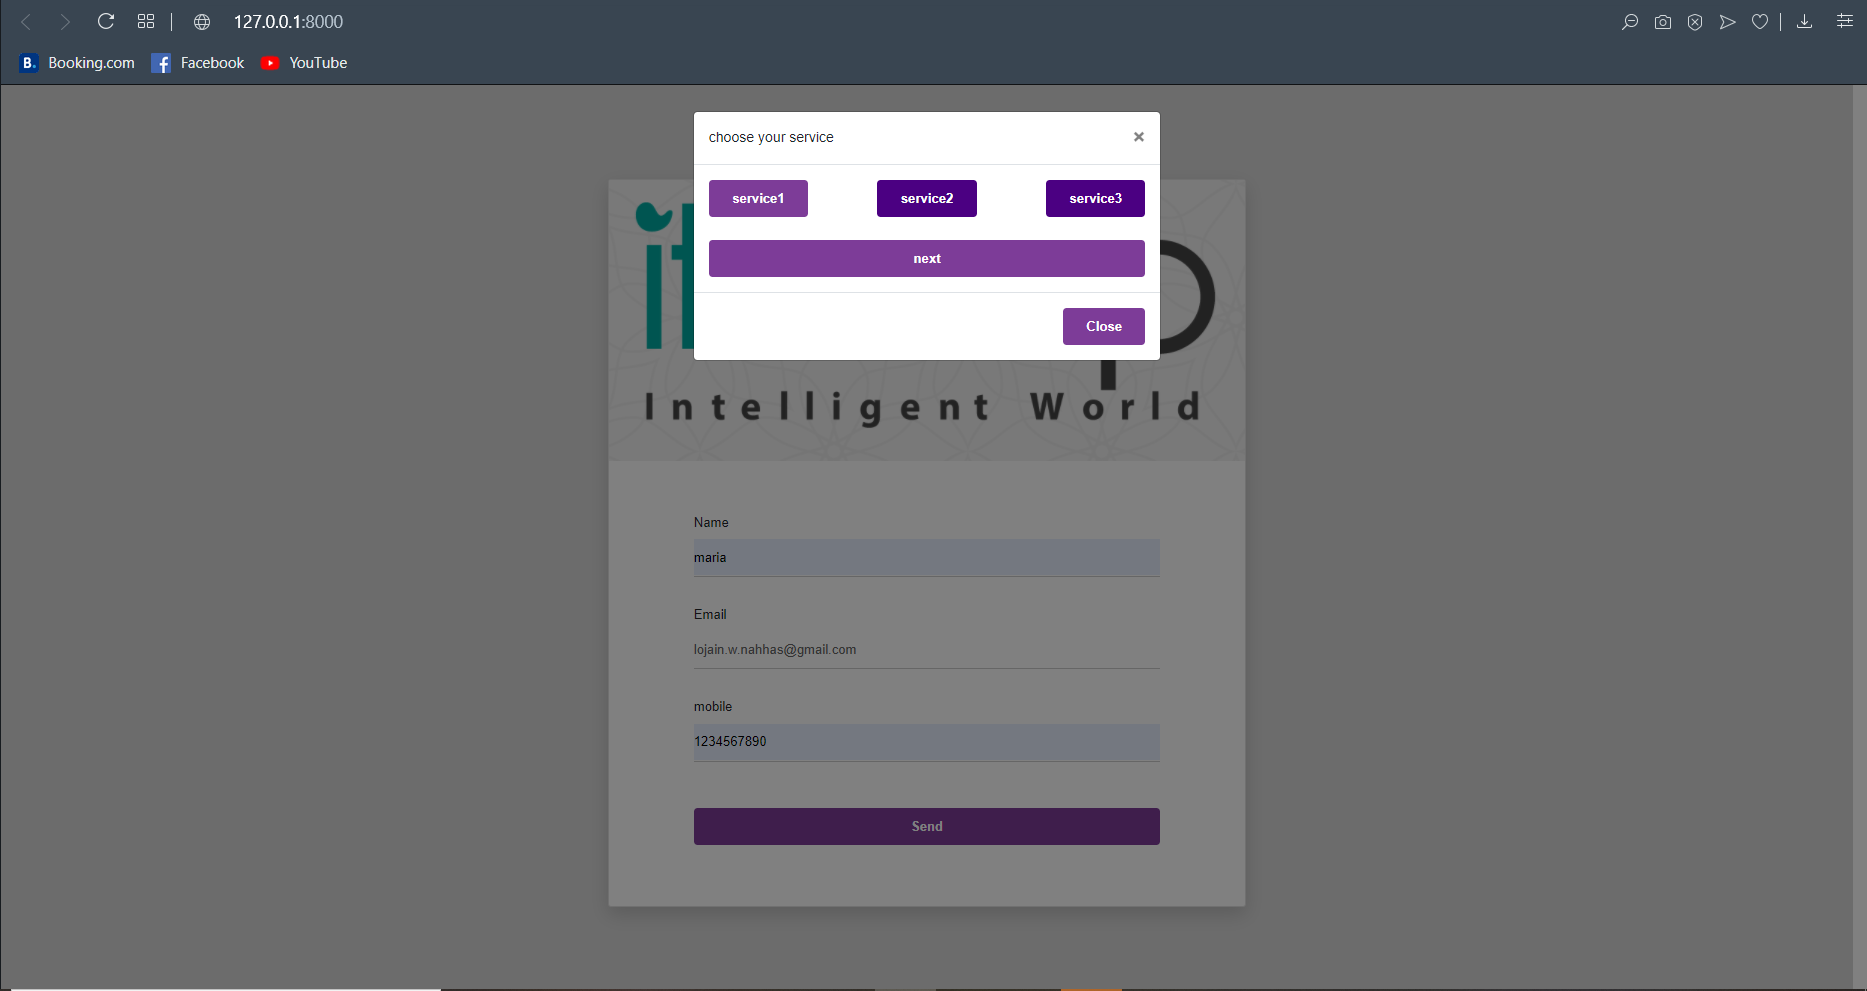 127.0.0.1:8000
B. Booking.com Facebook YouTube
choose your service ×
service1 service2 service3
next
Close
Intelligent World
Name
maria
Email
lojain.w.nahhas@gmail.com
mobile
1234567890
Send